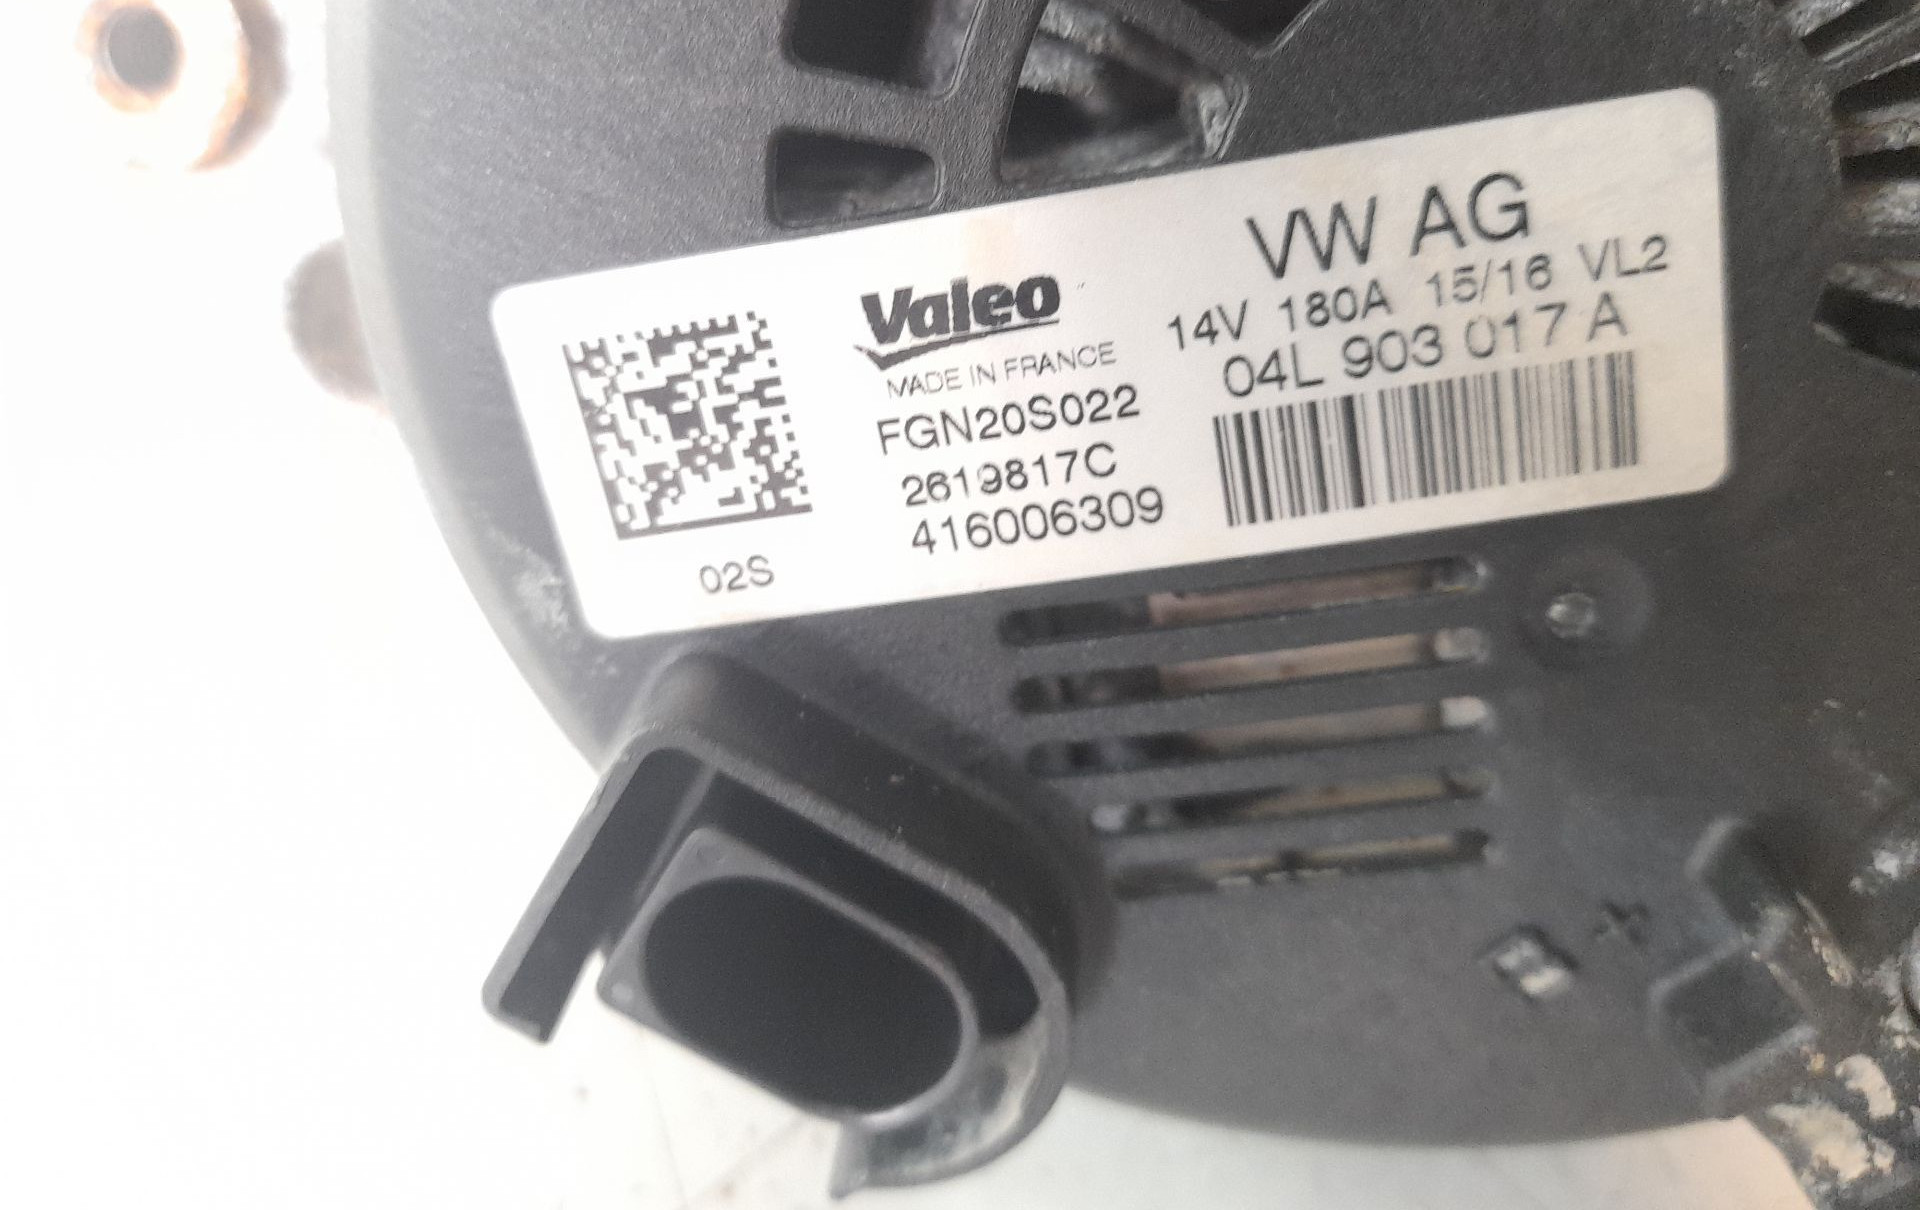 VW AG
Valeo
14V 180A 15/16 VL2
MADE IN FRANCE
04L 903 017 A
FGN20S022
2619817C
416006309
02S
+